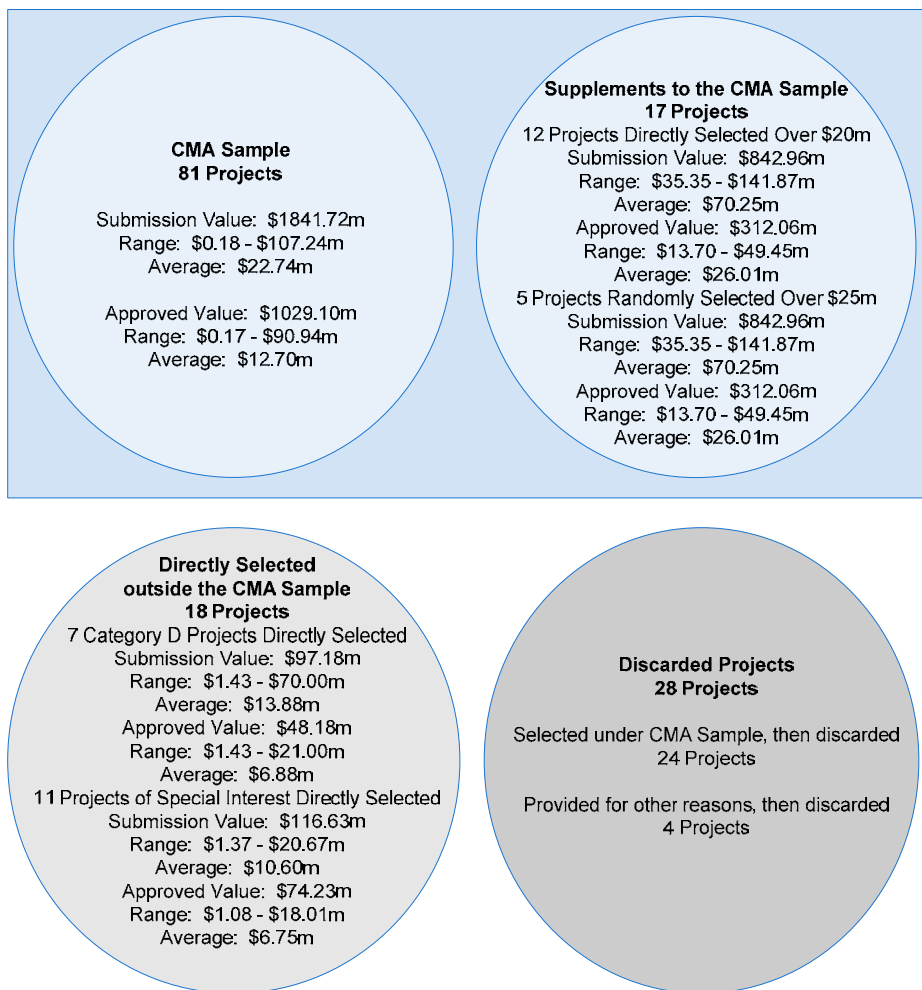 CMA Sample
81 Projects
Submission Value: $1841.72m
Range: $0.18 - $107.24m
Average: $22.74m
Approved Value: $1029.10m
Range: $0.17 - $90.94m
Average: $12.70m
Supplements to the CMA Sample
17 Projects
12 Projects Directly Selected Over $20m
Submission Value: $842.96m
Range: $35.35 - $141.87m
Average: $70.25m
Approved Value: $312.06m
Range: $13.70 - $49.45m
Average: $26.01m
5 Projects Randomly Selected Over $25m
Submission Value: $842.96m
Range: $35.35 - $141.87m
Average: $70.25m
Approved Value: $312.06m
Range: $13.70 - $49.45m
Average: $26.01m
Directly Selected
outside the CMA Sample
18 Projects
7 Category D Projects Directly Selected
Submission Value: $97.18m
Range: $1.43 - $70.00m
Average: $13.88m
Approved Value: $48.18m
Range: $1.43 - $21.00m
Average: $6.88m
11 Projects of Special Interest Directly Selected
Submission Value: $116.63m
Range: $1.37 - $20.67m
Average: $10.60m
Approved Value: $74.23m
Range: $1.08 - $18.01m
Average: $6.75m
Discarded Projects
28 Projects
Selected under CMA Sample, then discarded
24 Projects
Provided for other reasons, then discarded
4 Projects